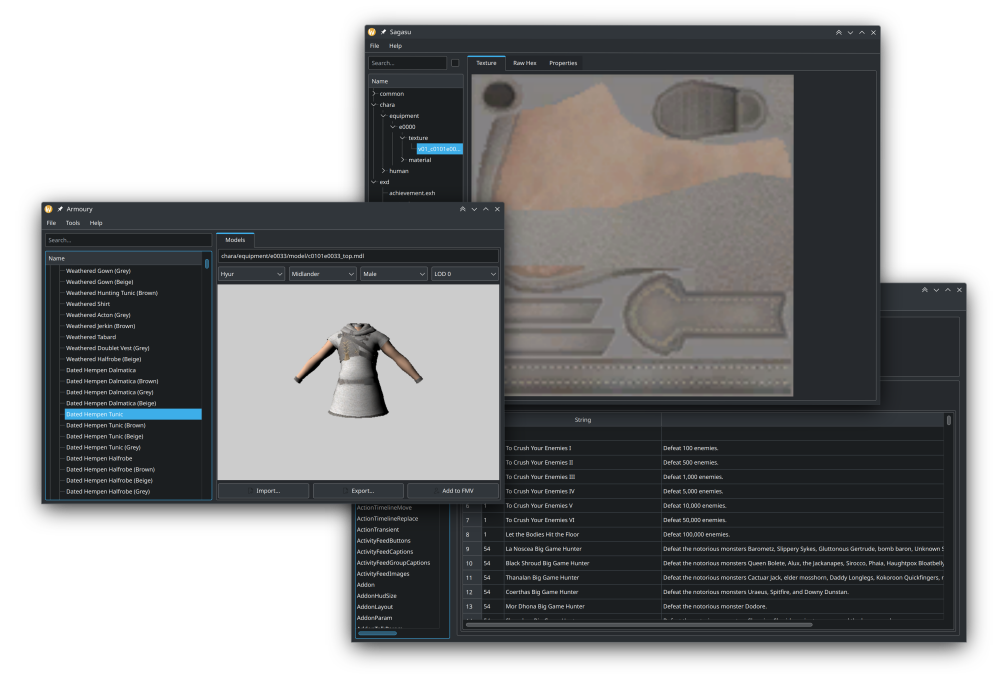 Sagasu
File Help
Search...
Texture Raw Hex Properties
Name
common
chara
equipment
e0000
texture
v01_c0101e00...
material
human
exd
achievement.exh
Armoury
File Tools Help
Search...
Models
Name
chara/equipment/e0033/model/c0101e0033_top.mdl
Hyur Midlander Male LOD 0
Weathered Gown (Grey)
Weathered Gown (Beige)
Weathered Hunting Tunic (Brown)
Weathered Shirt
Weathered Acton (Grey)
Weathered Jerkin (Brown)
Weathered Tabard
Weathered Doublet Vest (Grey)
Weathered Halfrobe (Beige)
Dated Hempen Dalmatica
Dated Hempen Dalmatica (Brown)
Dated Hempen Dalmatica (Grey)
Dated Hempen Dalmatica (Beige)
Dated Hempen Tunic
Dated Hempen Tunic (Brown)
Dated Hempen Tunic (Beige)
Dated Hempen Tunic (Grey)
Dated Hempen Halfrobe
Dated Hempen Halfrobe (Brown)
Dated Hempen Halfrobe (Beige)
Dated Hempen Halfrobe (Grey)
Import... Export... Add to FMV
String
To Crush Your Enemies I Defeat 100 enemies.
To Crush Your Enemies II Defeat 500 enemies.
To Crush Your Enemies III Defeat 1,000 enemies.
To Crush Your Enemies IV Defeat 5,000 enemies.
6 1 To Crush Your Enemies V Defeat 10,000 enemies.
7 1 To Crush Your Enemies VI Defeat 50,000 enemies.
8 1 Let the Bodies Hit the Floor Defeat 100,000 enemies.
9 54 La Noscea Big Game Hunter Defeat the notorious monsters Barometz, Slippery Sykes, Gluttonous Gertrude, bomb baron, Unknown
10 54 Black Shroud Big Game Hunter Defeat the notorious monsters Queen Bolete, Alux, the Jackanapes, Sirocco, Phaia, Haughtpox Bloatbelly
11 54 Thanalan Big Game Hunter Defeat the notorious monsters Cactuar Jack, elder mosshorn, Daddy Longlegs, Kokoroon Quickfingers,
12 54 Coerthas Big Game Hunter Defeat the notorious monsters Uraeus, Spitfire, and Downy Dunstan.
13 54 Mor Dhona Big Game Hunter Defeat the notorious monster Dodore.
ActionTimelineMove
ActionTimelineReplace
ActionTransient
ActivityFeedButtons
ActivityFeedCaptions
ActivityFeedGroupCaptions
ActivityFeedImages
Addon
AddonHudSize
AddonLayout
AddonParam